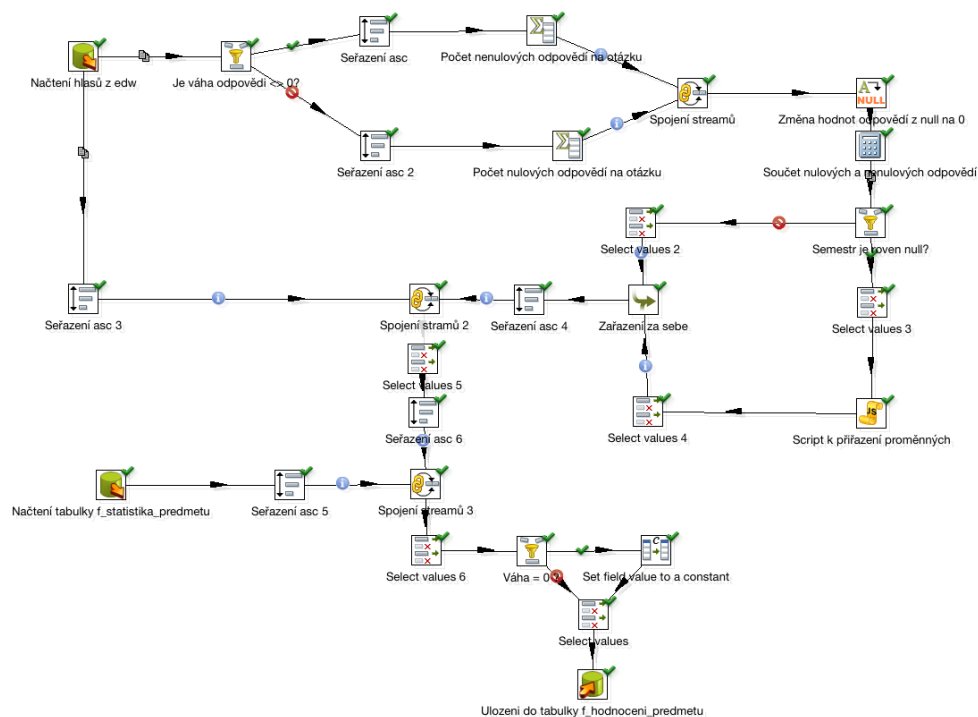 Seřazení asc
Počet nenulových odpovědí na otázku
Načtení hlasů z edw
Je váha odpovědi <> 0?
Spojení streamů
A
NULL
Změna hodnot odpovědí z null na 0
Seřazení asc 2
Počet nulových odpovědí na otázku
Součet nulových a nenulových odpovědí
Select values 2
Semestr je roven null?
Seřazení asc 3
Spojení stramů 2
Seřazení asc 4
Zařazení za sebe
Select values 3
Select values 5
Seřazení asc 6
JS
Select values 4
Script k přiřazení proměnných
Načtení tabulky f_statistika_predmetu
Seřazení asc 5
Spojení streamů 3
C
Select values 6
Váha = 0 ?
Set field value to a constant
Select values
Ulozeni do tabulky f_hodnoceni_predmetu